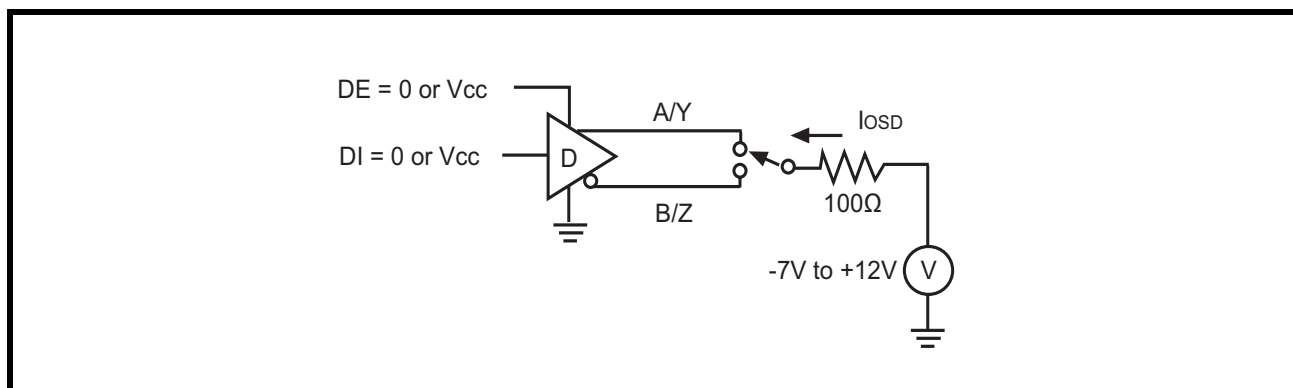 DE = 0 or Vcc
A/Y
IOSD
DI = 0 or Vcc
D
100Ω
B/Z
-7V to +12V
V